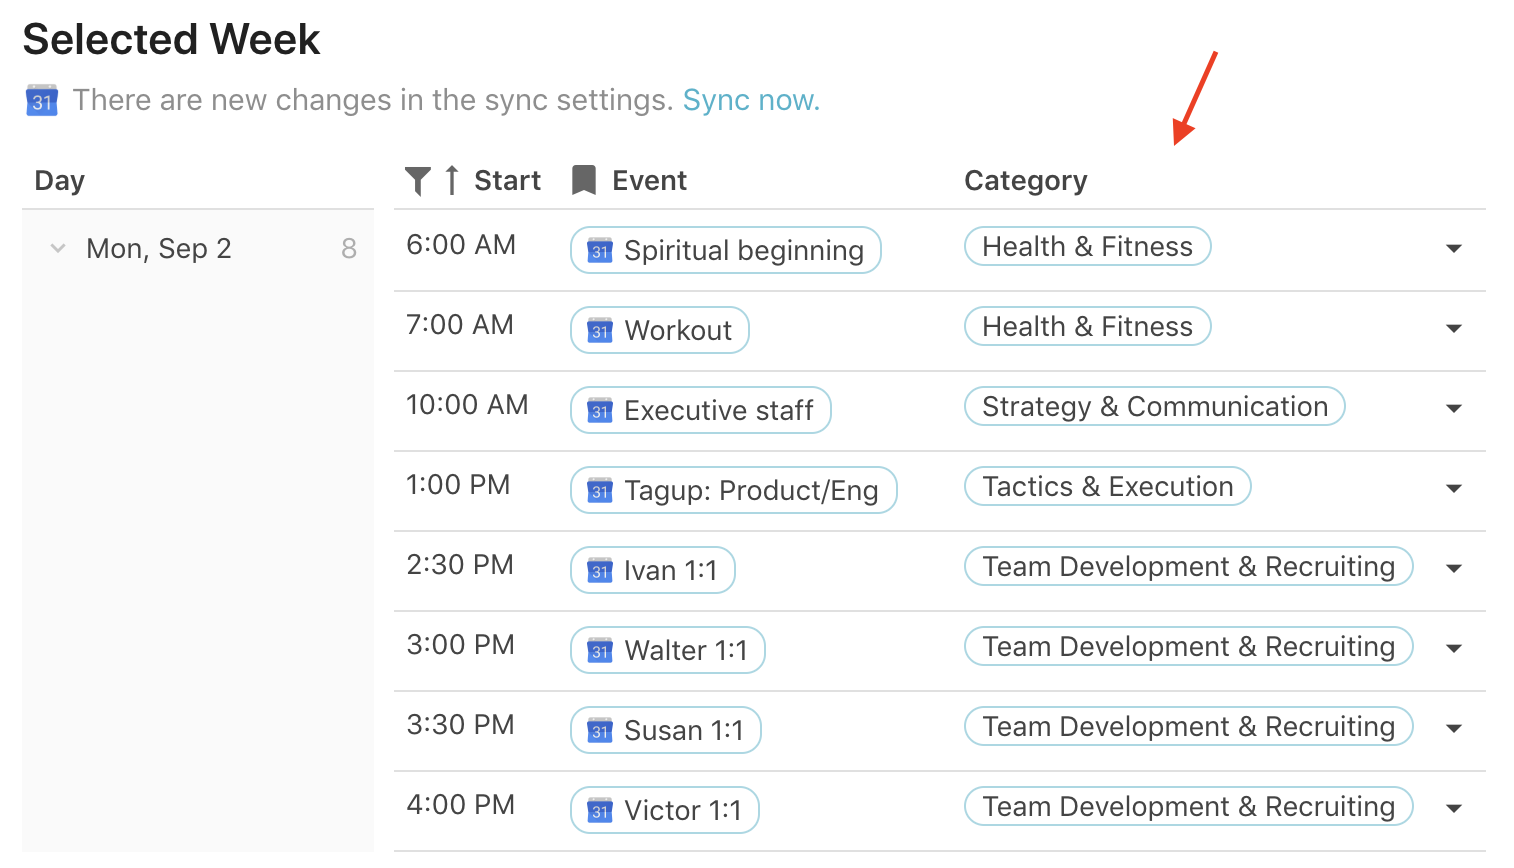 Selected Week
31 There are new changes in the sync settings. Sync now.
Day Start Event Category
Mon, Sep 2 8 6:00 AM 31 Spiritual beginning Health & Fitness
7:00 AM 31 Workout Health & Fitness
10:00 AM 31 Executive staff Strategy & Communication
1:00 PM 31 Tagup: Product/Eng Tactics & Execution
2:30 PM 31 Ivan 1:1 Team Development & Recruiting
3:00 PM 31 Walter 1:1 Team Development & Recruiting
3:30 PM 31 Susan 1:1 Team Development & Recruiting
4:00 PM 31 Victor 1:1 Team Development & Recruiting